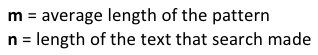 m = average length of the pattern
n = length of the text that search made